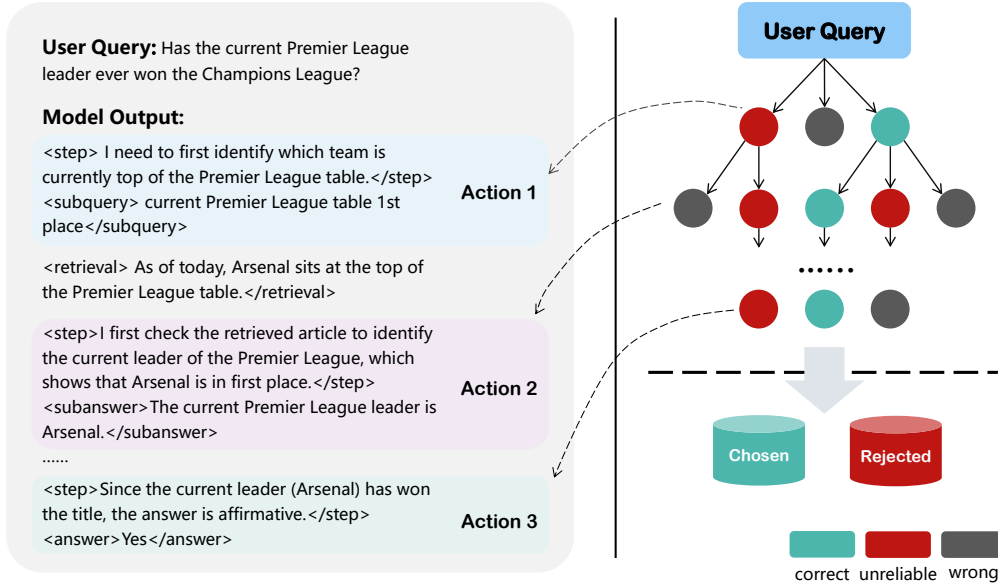 User Query: Has the current Premier League
leader ever won the Champions League?
Model Output:
<step> I need to first identify which team is
currently top of the Premier League table.</step>
<subquery> current Premier League table 1st
place</subquery>
Action 1
<retrieval> As of today, Arsenal sits at the top of
the Premier League table.</retrieval>
<step>I first check the retrieved article to identify
the current leader of the Premier League, which
shows that Arsenal is in first place.</step>
<subanswer>The current Premier League leader is
Arsenal.</subanswer>
Action 2
......
<step>Since the current leader (Arsenal) has won
the title, the answer is affirmative.</step>
<answer>Yes</answer>
Action 3
User Query
......
Chosen
Rejected
correct
unreliable
wrong